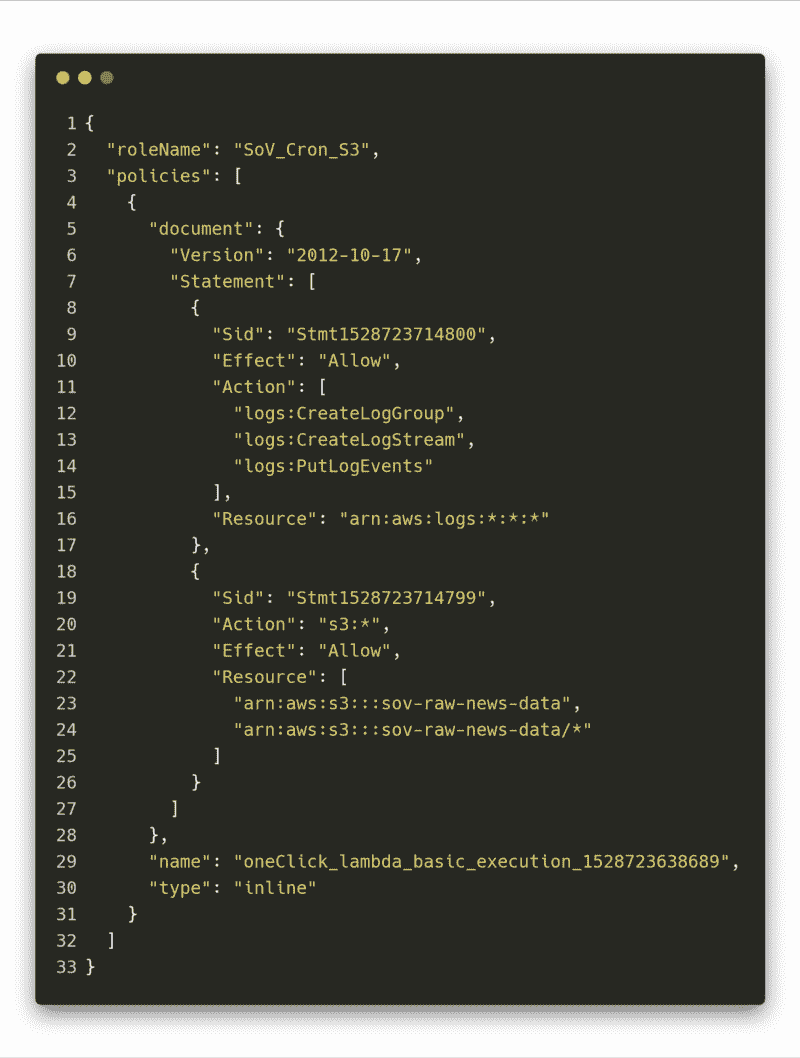 1 {
2   "roleName": "SoV_Cron_S3",
3   "policies": [
4     {
5       "document": {
6         "Version": "2012-10-17",
7         "Statement": [
8           {
9             "Sid": "Stmt1528723714800",
10             "Effect": "Allow",
11             "Action": [
12               "logs:CreateLogGroup",
13               "logs:CreateLogStream",
14               "logs:PutLogEvents"
15             ],
16             "Resource": "arn:aws:logs:*:*:*"
17           },
18           {
19             "Sid": "Stmt1528723714799",
20             "Action": "s3:*",
21             "Effect": "Allow",
22             "Resource": [
23               "arn:aws:s3:::sov-raw-news-data",
24               "arn:aws:s3:::sov-raw-news-data/*"
25             ]
26           }
27         ]
28       },
29       "name": "oneClick_lambda_basic_execution_1528723638689",
30       "type": "inline"
31     }
32   ]
33 }